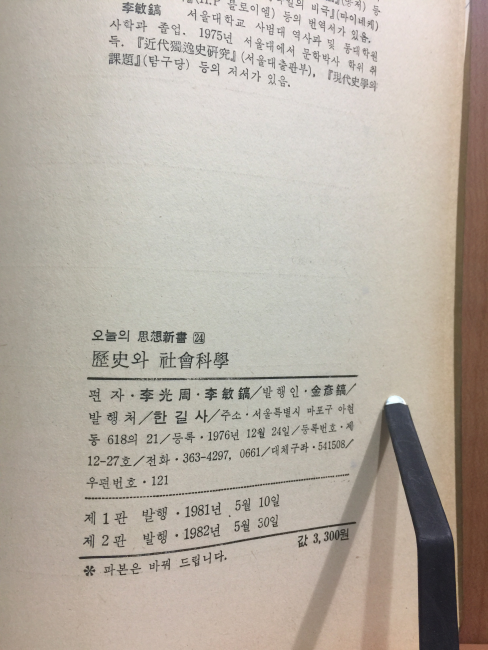 (H.P 블로이엘) 등의 번역서가 있음.
李敏鎬 서울대학교 사범대 역사과 및 동대학원
사학과 졸업. 1975년 서울대에서 문학박사 학위 취
득. 『近代獨逸史硏究』(서울대출판부), 『現代史學의
課題』(탐구당) 등의 저서가 있음.
오늘의 思想新書 24
歷史와 社會科學
편 자·李光周·李敏鎬/발행인·金彦鎬/
발행처/한길사/주소·서울특별시 마포구 아현
동 618의 21/등록·1976년 12월 24일/등록번호·제
12-27호/전화·363-4297, 0661/대체구좌·541508/
우편번호·121
제 1 판 발행·1981년 5월 10일
제 2 판 발행·1982년 5월 30일
값 3,300원
※ 파본은 바꿔 드립니다.